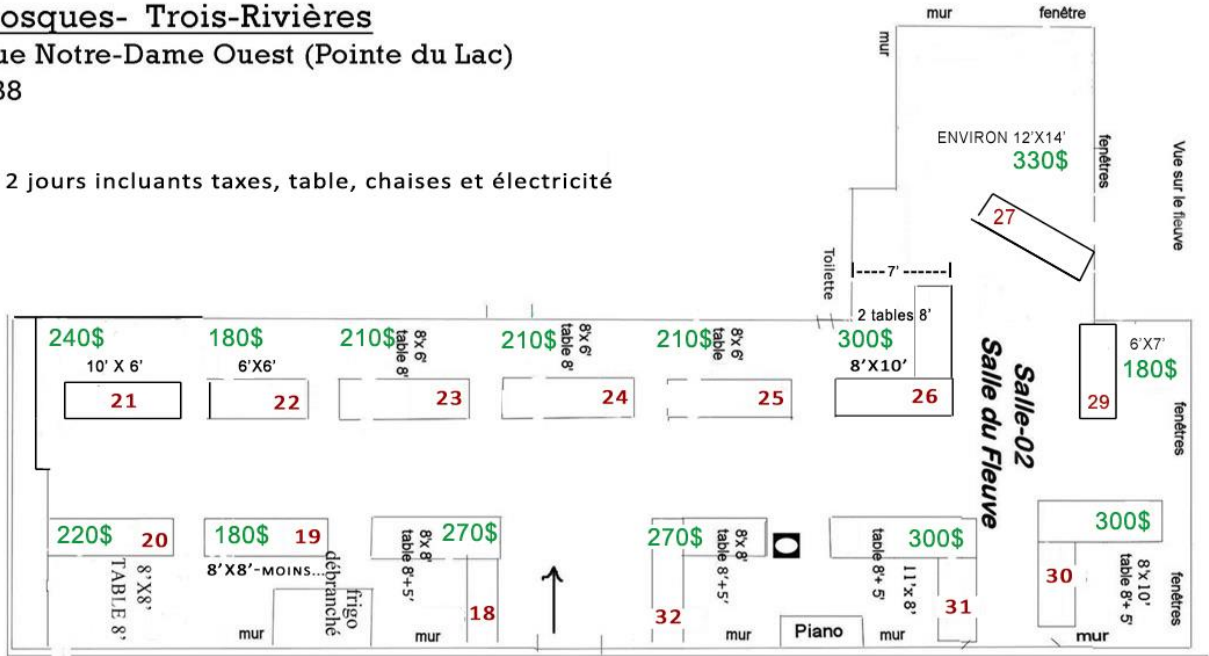 osques- Trois-Rivières
ue Notre-Dame Ouest (Pointe du Lac)
38
2 jours incluants taxes, table, chaises et électricité
mur
fenêtre
mur
ENVIRON 12'X14'
330$
fenêtres
Vue sur le fleuve
27
Toilette
7'
2 tables 8'
240$
10' X 6'
21
180$
6'X6'
22
210$
8'x 6'
table 8'
23
210$
8'x 6'
table 8'
24
210$
8'x 6'
table
25
300$
8'X10'
26
Salle-02
Salle du Fleuve
6'X7'
180$
29
fenêtres
220$
20
8'X8'
TABLE 8'
180$
19
8'X8'-MOINS...
frigo
débranché
mur
270$
8'x 8'
table 8'+5'
18
mur
270$
8'x 8'
table 8'+5'
32
mur
Piano
300$
11'x 8'
table 8'+ 5'
31
mur
300$
8'x 10'
table 8'+ 5'
30
fenêtres
mur